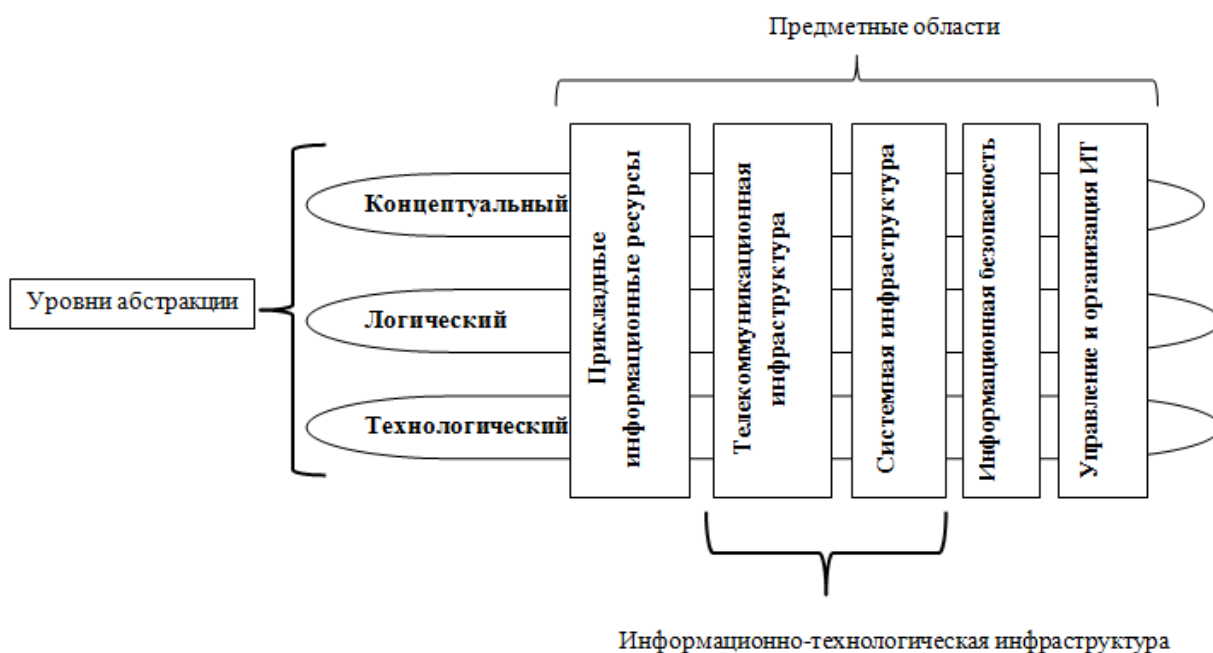 Предметные области
Уровни абстракции
Концептуальный
Логический
Технологический
Прикладные
информационные ресурсы
Телекоммуникационная
инфраструктура
Системная инфраструктура
Информационная безопасность
Управление и организация ИТ
Информационно-технологическая инфраструктура